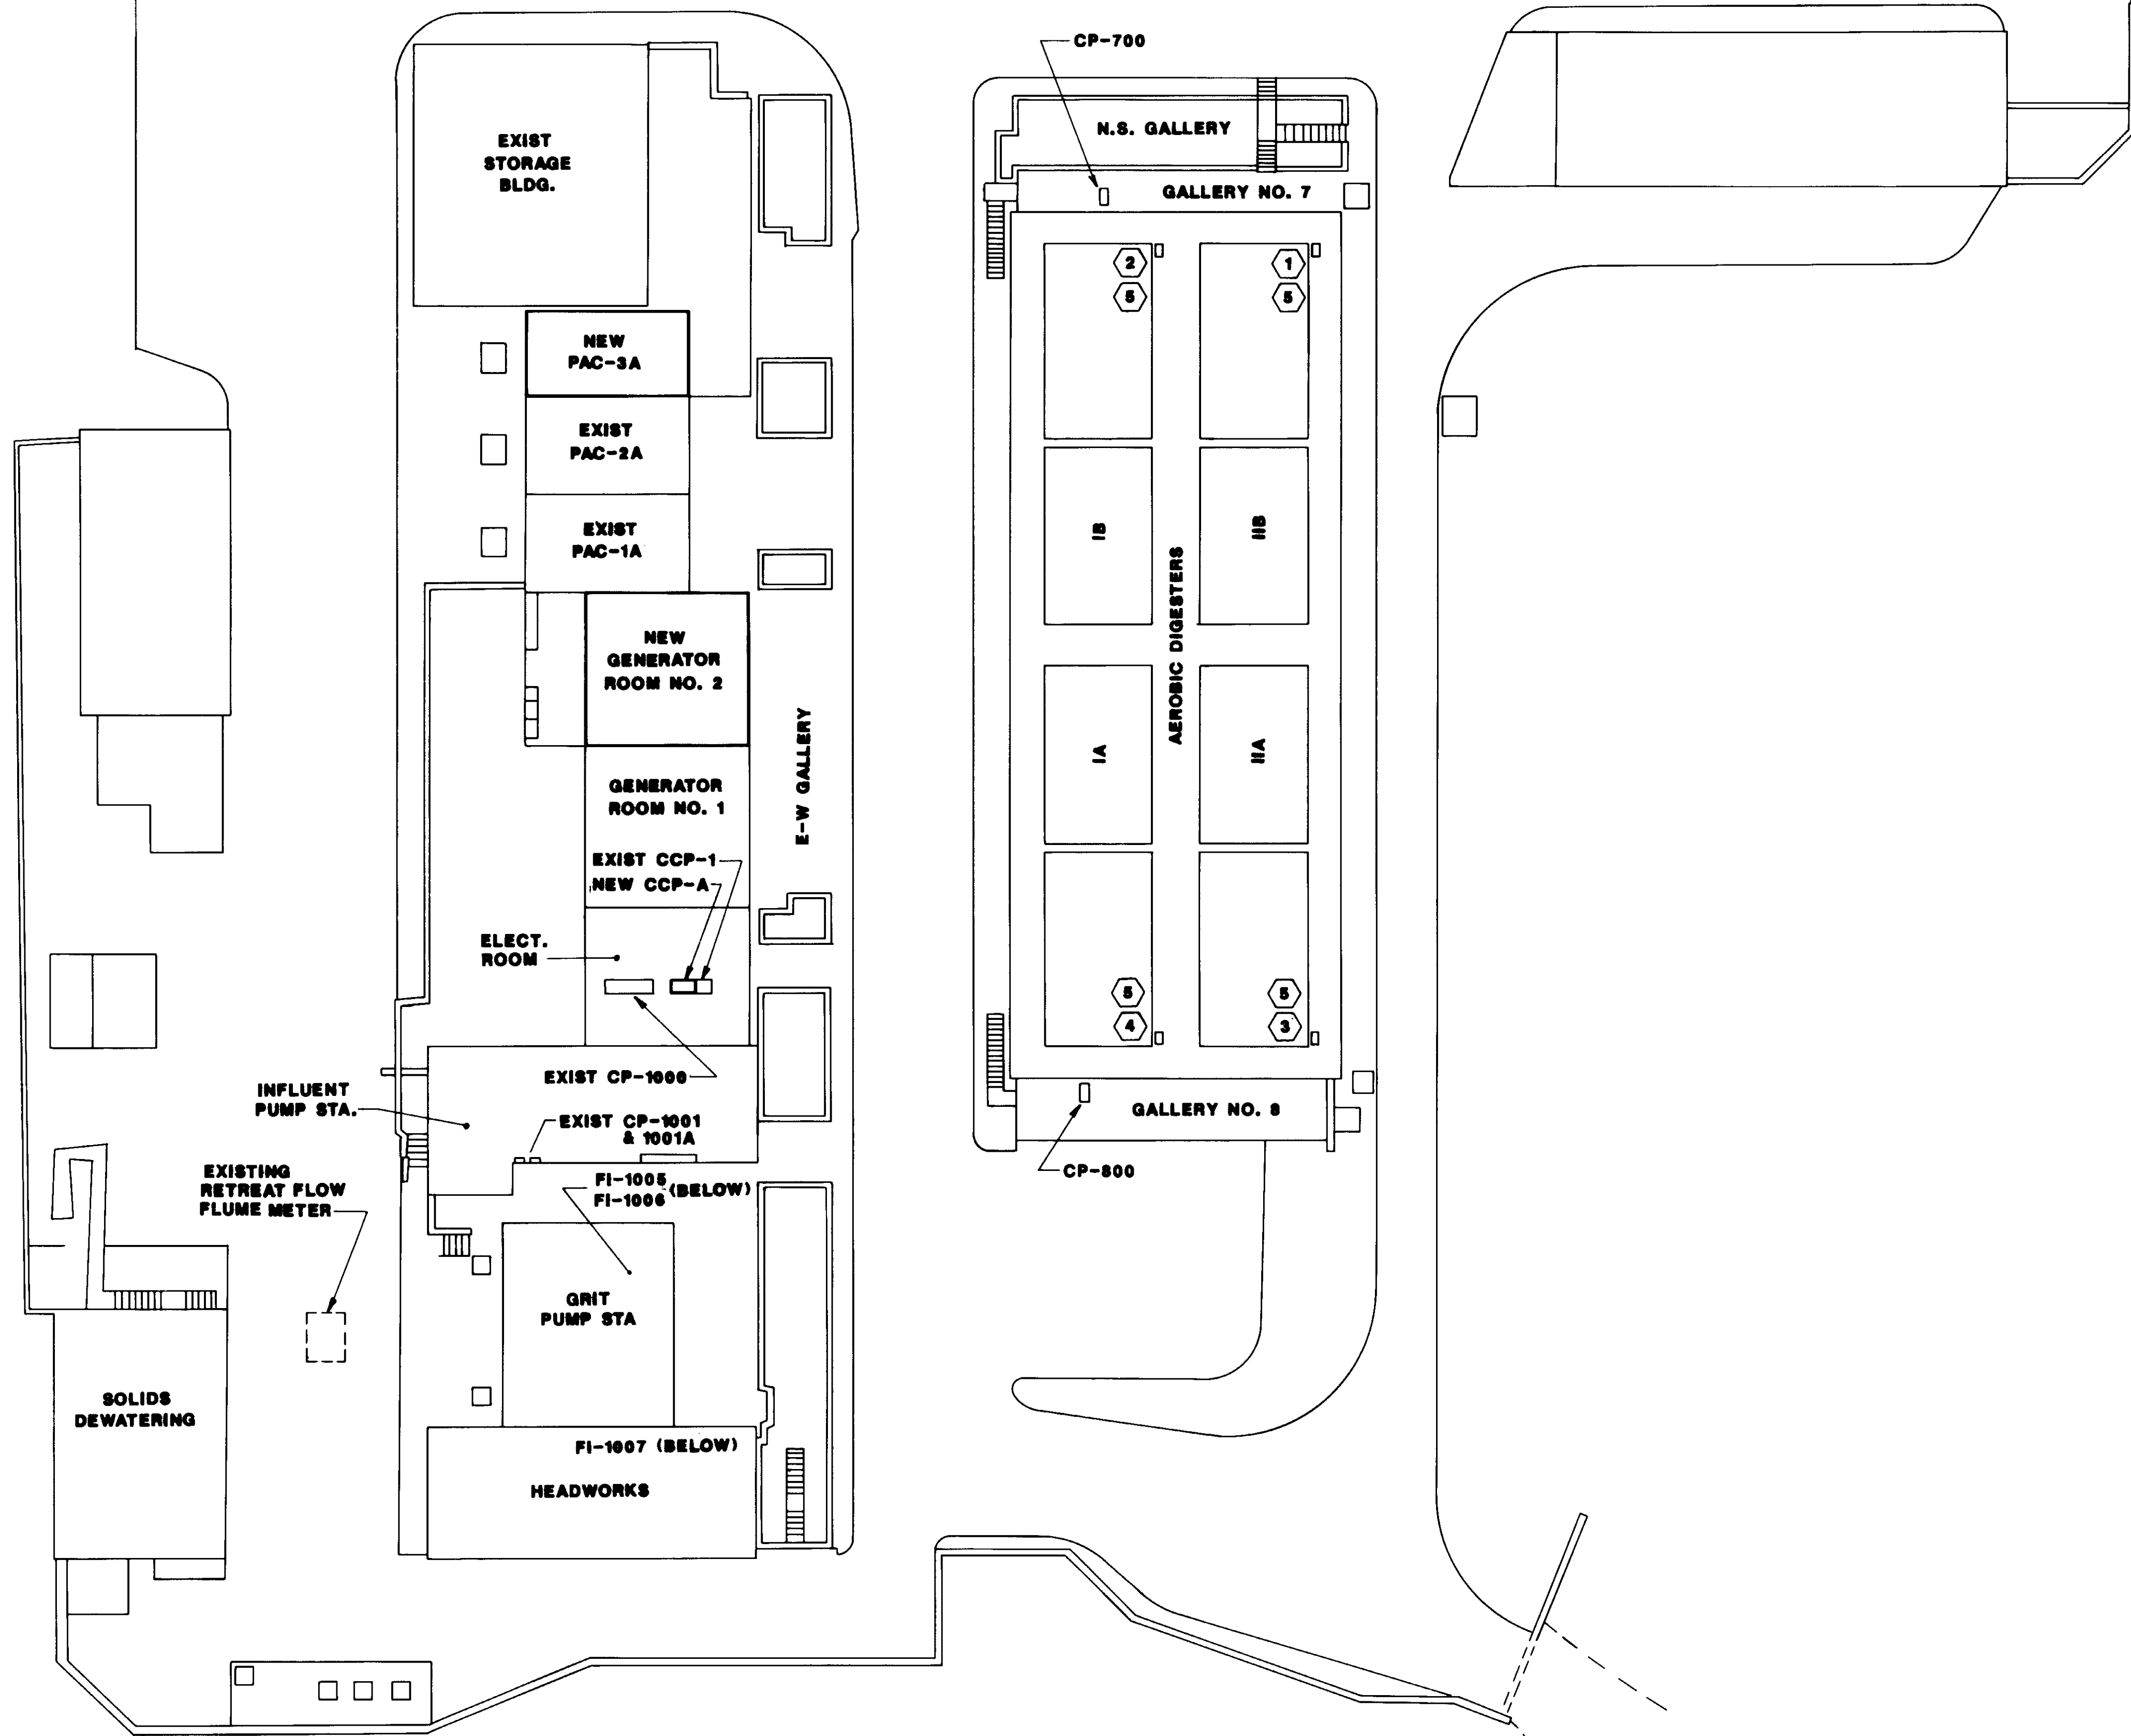 CP-700
N.S. GALLERY
GALLERY NO. 7
EXIST
STORAGE
BLDG.
2
5
1
5
NEW
PAC-3A
EXIST
PAC-2A
EXIST
PAC-1A
IB
IIB
AEROBIC DIGESTERS
IA
IIA
NEW
GENERATOR
ROOM NO. 2
E-W GALLERY
GENERATOR
ROOM NO. 1
EXIST CCP-1
NEW CCP-A
ELECT.
ROOM
5
4
5
3
EXIST CP-1000
INFLUENT
PUMP STA.
EXIST CP-1001
& 1001A
GALLERY NO. 8
CP-800
EXISTING
RETREAT FLOW
FLUME METER
FI-1005
FI-1006
(BELOW)
GRIT
PUMP STA
SOLIDS
DEWATERING
FI-1007 (BELOW)
HEADWORKS